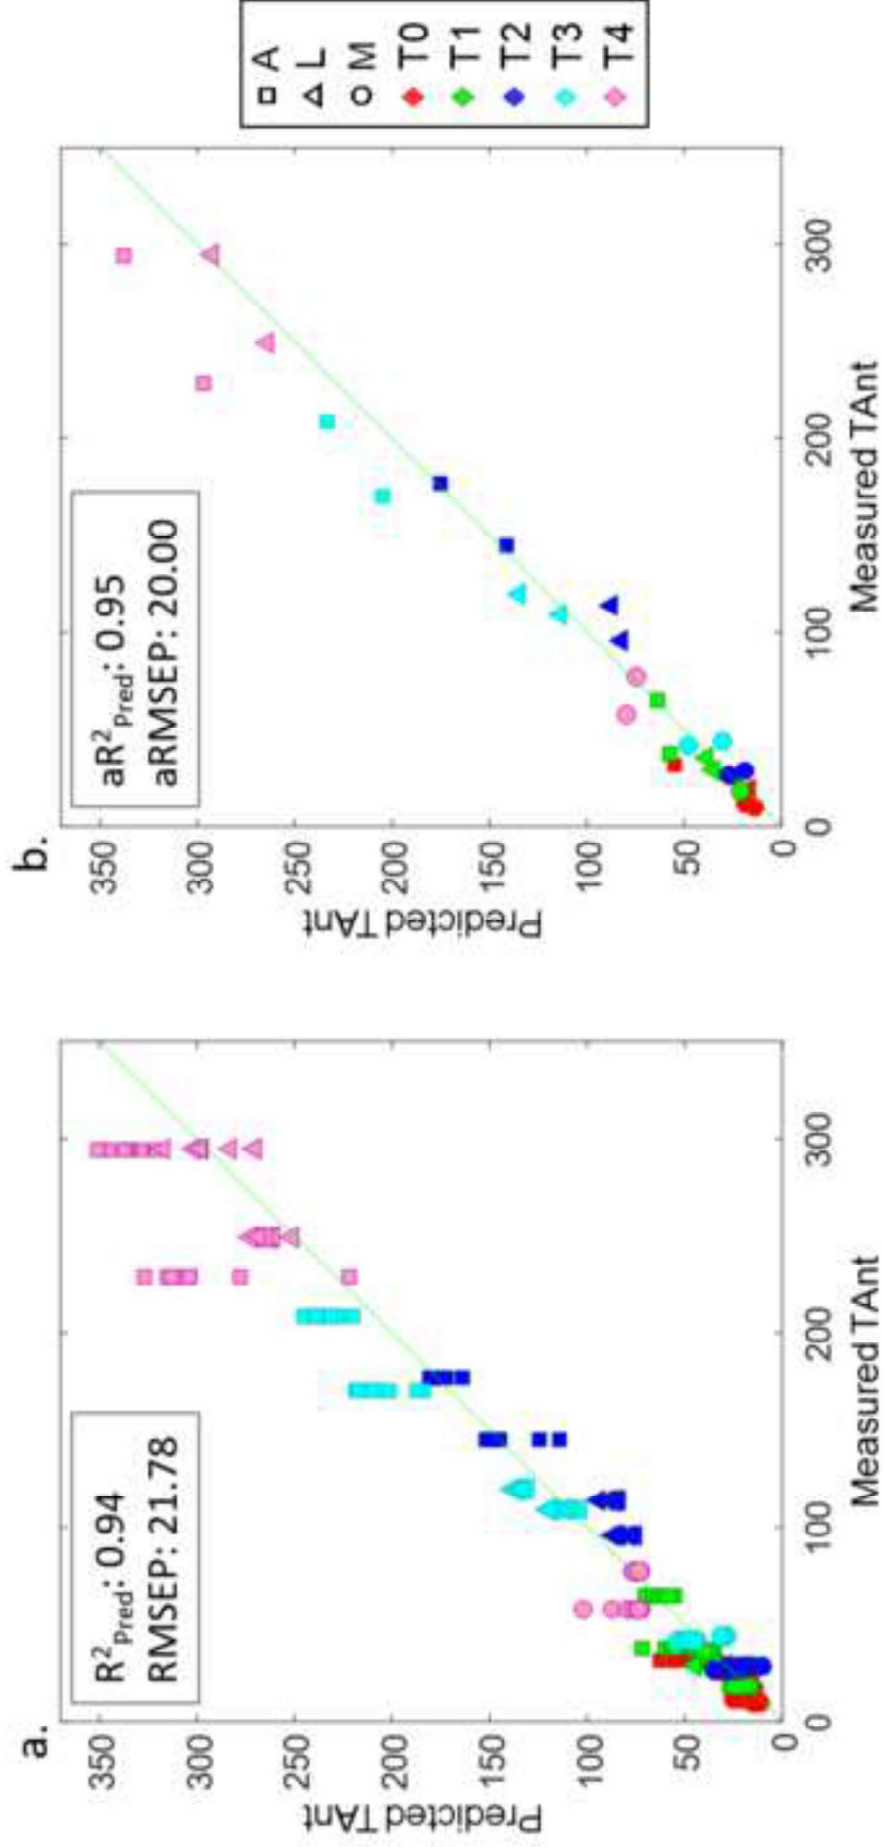 a.
R²Pred: 0.94
RMSEP: 21.78
350
300
250
200
150
100
50
0
Predicted TAnt
0
100
200
300
Measured TAnt
b.
aR²Pred: 0.95
aRMSEP: 20.00
350
300
250
200
150
100
50
0
Predicted TAnt
0
100
200
300
Measured TAnt
A
L
M
T0
T1
T2
T3
T4